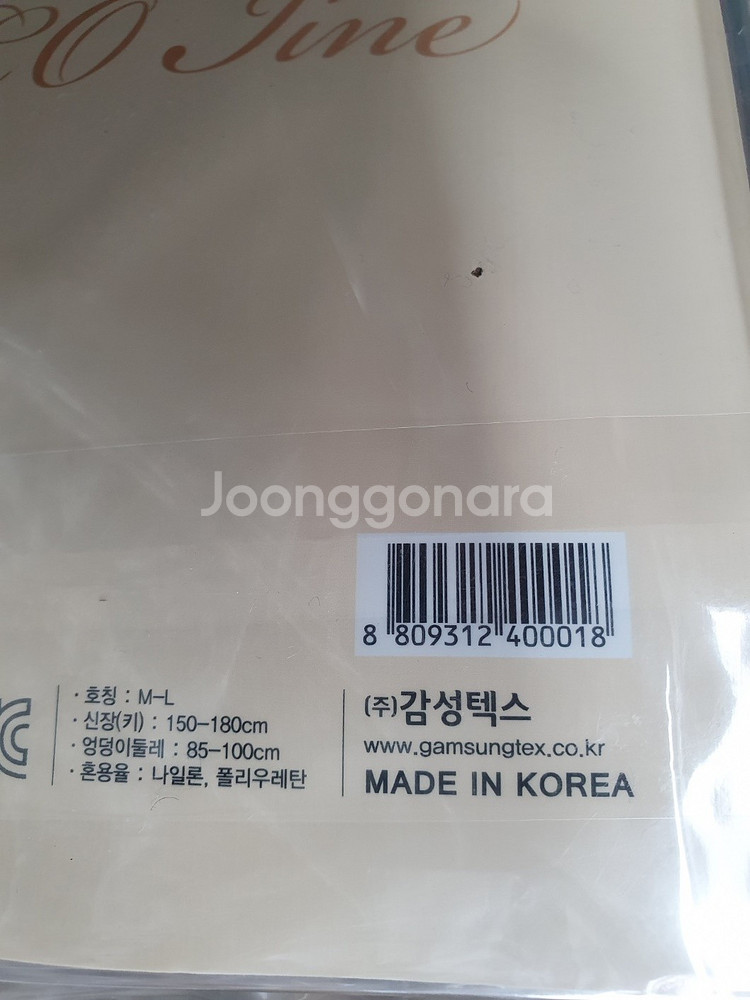 CO Jine
Joonggonara
8 809312 400018
· 호칭 : M-L
· 신장(키) : 150-180cm
· 엉덩이둘레 : 85-100cm
· 혼용율 : 나일론, 폴리우레탄
(주)감성텍스
www.gamsungtex.co.kr
MADE IN KOREA